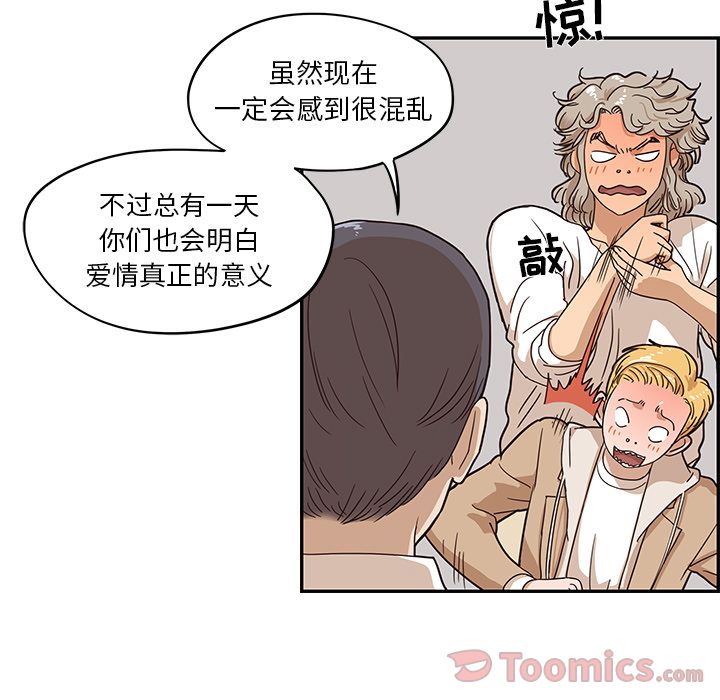 惊!
虽然现在
一定会感到很混乱
不过总有一天
你们也会明白
爱情真正的意义
敲
Toomics.com